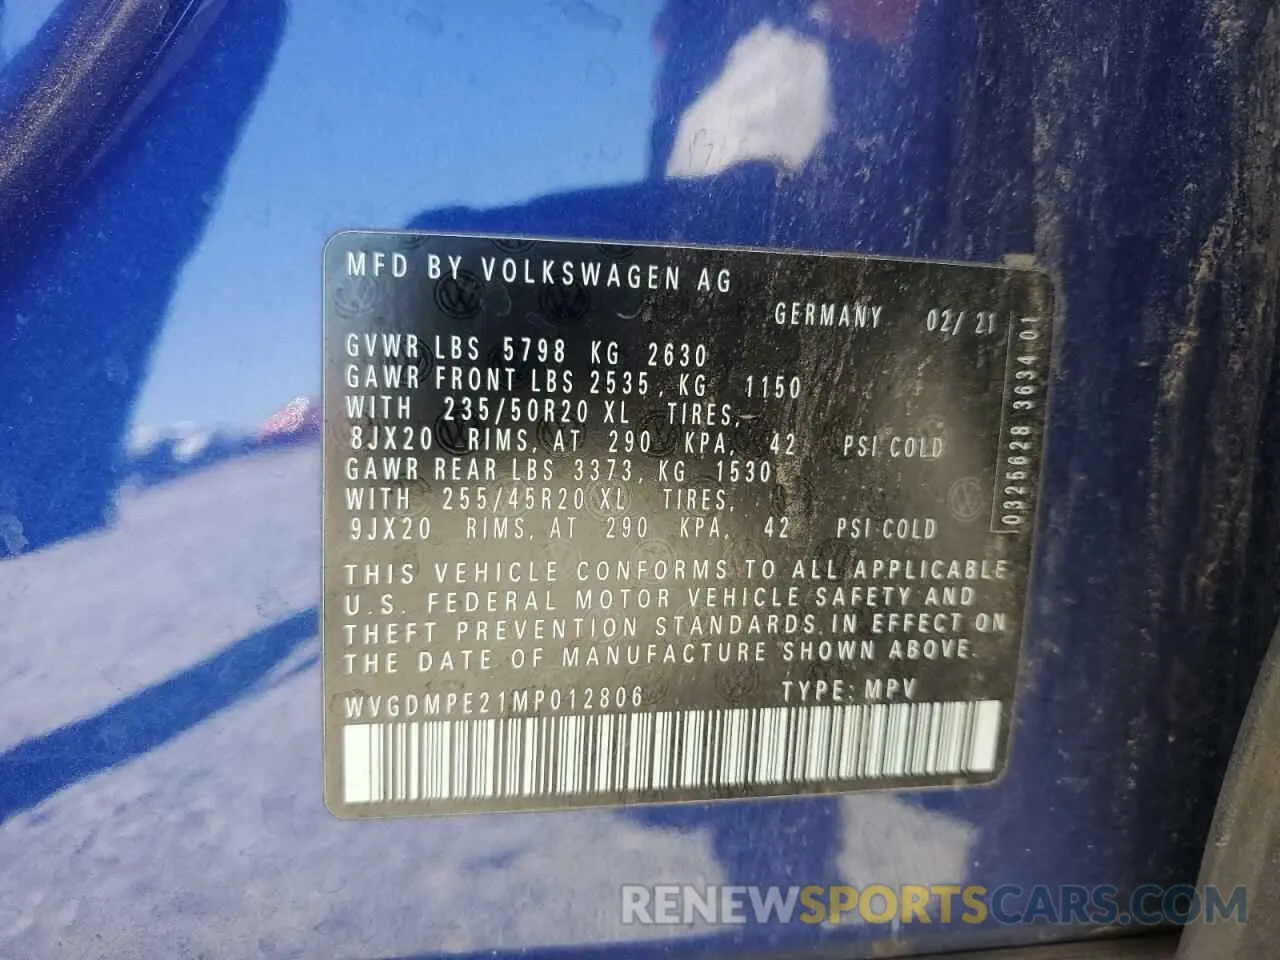 MFD BY VOLKSWAGEN AG
GERMANY 02/21
GVWR LBS 5798 KG 2630
GAWR FRONT LBS 2535, KG 1150
WITH 235/50R20 XL TIRES,
8JX20 RIMS, AT 290 KPA, 42 PSI COLD
GAWR REAR LBS 3373, KG 1530
WITH 255/45R20 XL TIRES,
9JX20 RIMS, AT 290 KPA, 42 PSI COLD
THIS VEHICLE CONFORMS TO ALL APPLICABLE
U.S. FEDERAL MOTOR VEHICLE SAFETY AND
THEFT PREVENTION STANDARDS IN EFFECT ON
THE DATE OF MANUFACTURE SHOWN ABOVE.
WVGDMPE21MP012806 TYPE: MPV
0325628 3634 01
RENEWSPORTSCARS.COM